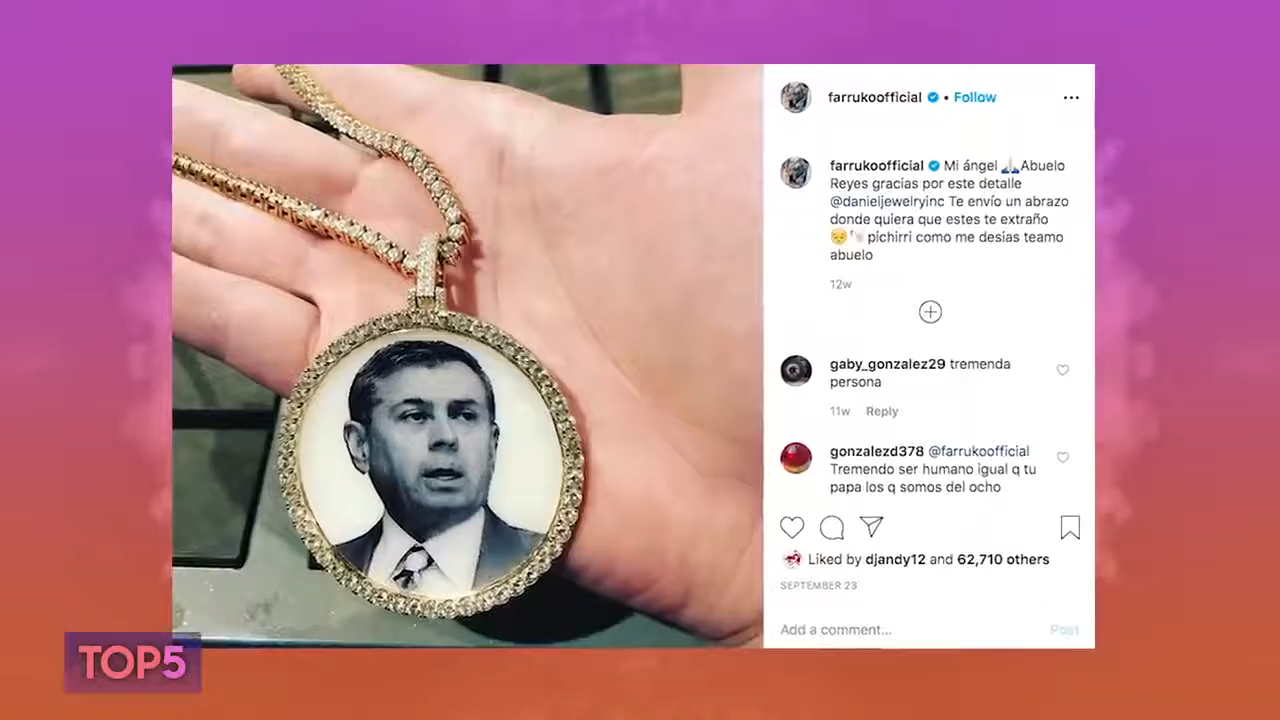 farrukoofficial • Follow
farrukoofficial Mi ángel 🙏🏻Abuelo
Reyes gracias por este detalle
@danieljewelryinc Te envío un abrazo
donde quiera que estes te extraño
pichirri como me desias teamo
abuelo
12w
gaby_gonzalez29 tremenda
persona
11w Reply
gonzalezd378 @farrukoofficial
Tremendo ser humano igual q tu
papa los q somos del ocho
Liked by djandy12 and 62,710 others
SEPTEMBER 23
Add a comment...
Post
TOP5